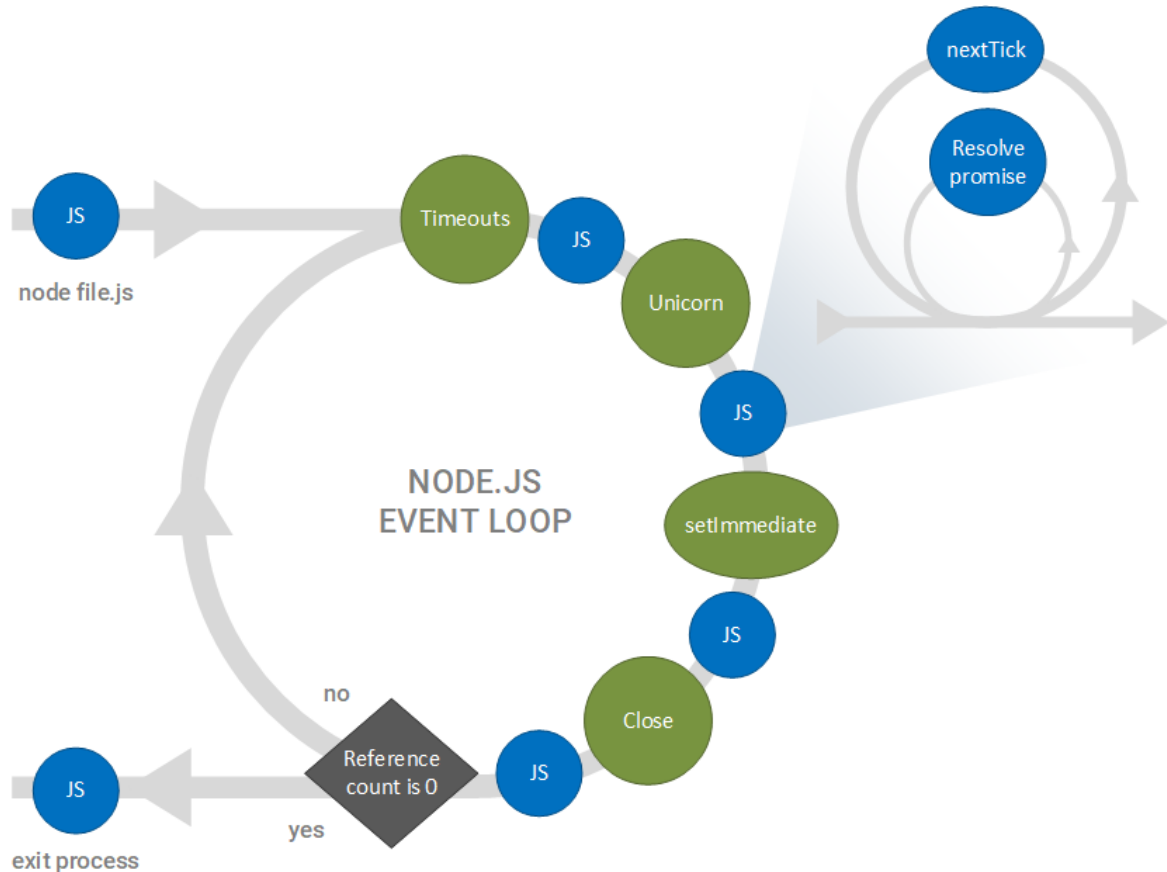 nextTick
Resolve
promise
JS
Timeouts
JS
node file.js
Unicorn
JS
NODE.JS
EVENT LOOP
setImmediate
JS
no
Close
Reference
count is 0
JS
JS
yes
exit process